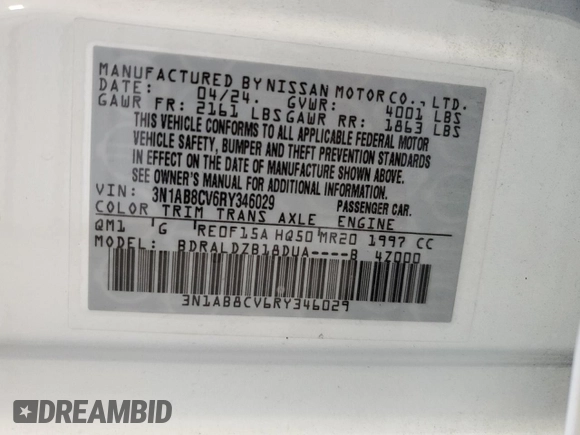 MANUFACTURED BY NISSAN MOTOR CO., LTD.
DATE: 04/24. GVWR: 4001 LBS
GAWR FR: 2161 LBS GAWR RR: 1863 LBS
THIS VEHICLE CONFORMS TO ALL APPLICABLE FEDERAL MOTOR
VEHICLE SAFETY, BUMPER AND THEFT PREVENTION STANDARDS
IN EFFECT ON THE DATE OF MANUFACTURE SHOWN ABOVE.
SEE OWNER'S MANUAL FOR ADDITIONAL INFORMATION.
VIN: 3N1AB8CV6RY346029 PASSENGER CAR.
COLOR TRIM TRANS AXLE ENGINE
QM1 G RE0F15A HQ50 MR20 1997 CC
MODEL: BDRALDZB18DUA----B 4Z000
3N1AB8CV6RY346029
DREAMBID